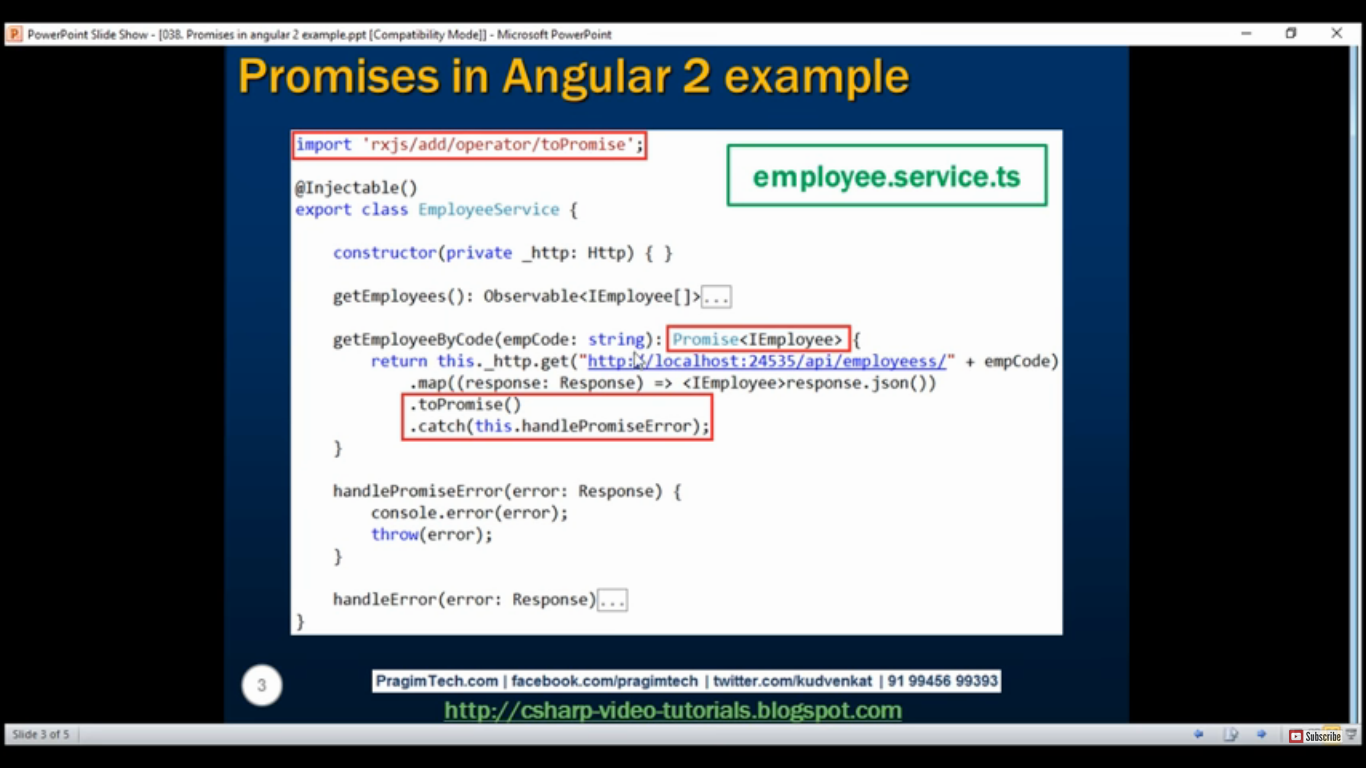 PowerPoint Slide Show - [038. Promises in angular 2 example.ppt [Compatibility Mode]] - Microsoft PowerPoint
Promises in Angular 2 example
import 'rxjs/add/operator/toPromise';
employee.service.ts
@Injectable()
export class EmployeeService {
constructor(private _http: Http) { }
getEmployees(): Observable<IEmployee[]>...
getEmployeeByCode(empCode: string): Promise<IEmployee> {
return this._http.get("http://localhost:24535/api/employeess/" + empCode)
.map((response: Response) => <IEmployee>response.json())
.toPromise()
.catch(this.handlePromiseError);
}
handlePromiseError(error: Response) {
console.error(error);
throw(error);
}
handleError(error: Response)...
}
3
PragimTech.com | facebook.com/pragimtech | twitter.com/kudvenkat | 91 99456 99393
http://csharp-video-tutorials.blogspot.com
Slide 3 of 5
Subscribe